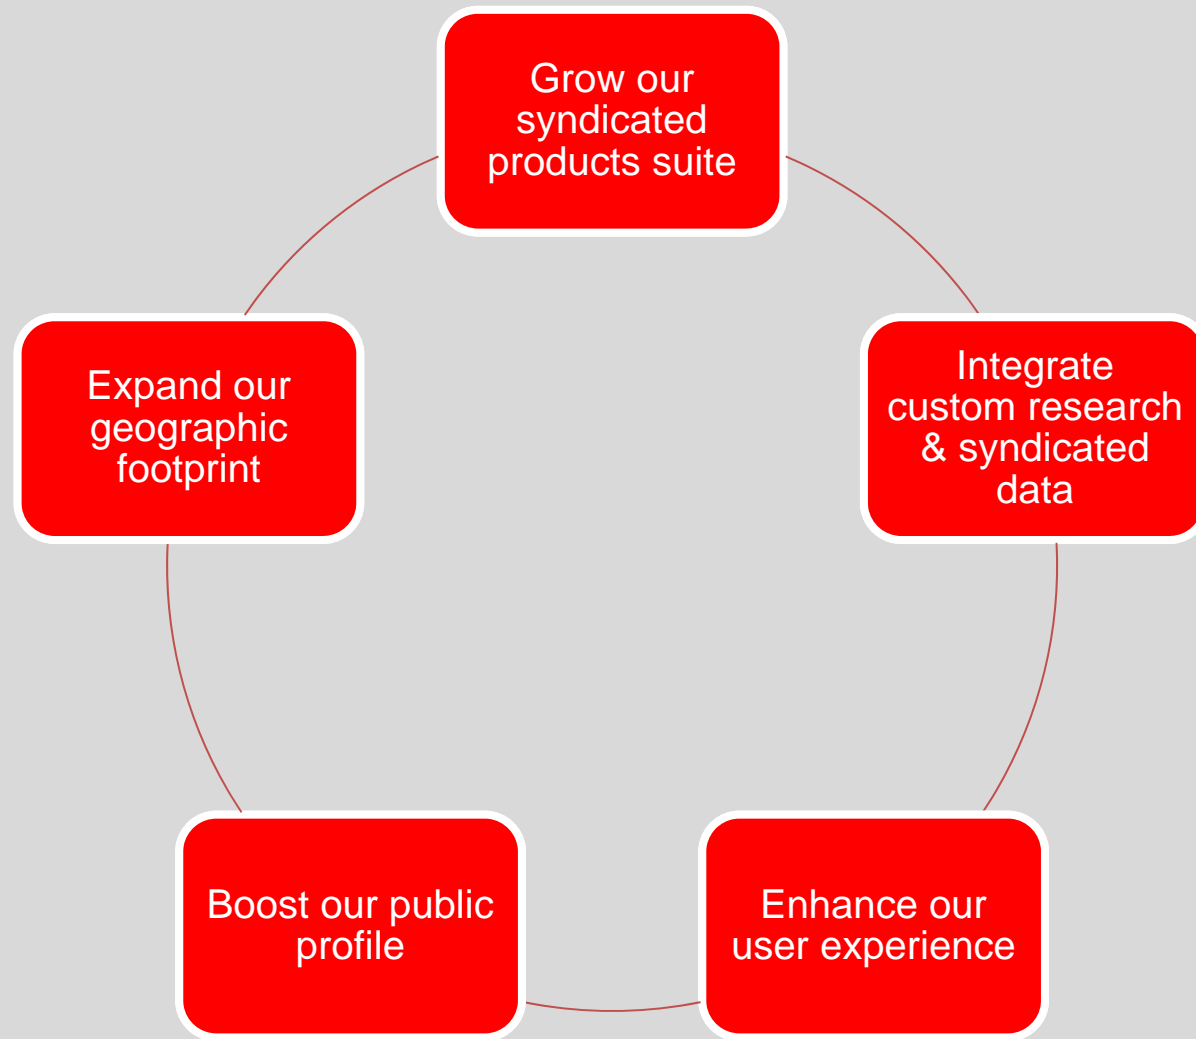 Grow our
syndicated
products suite
Integrate
custom research
& syndicated
data
Enhance our
user experience
Boost our public
profile
Expand our
geographic
footprint